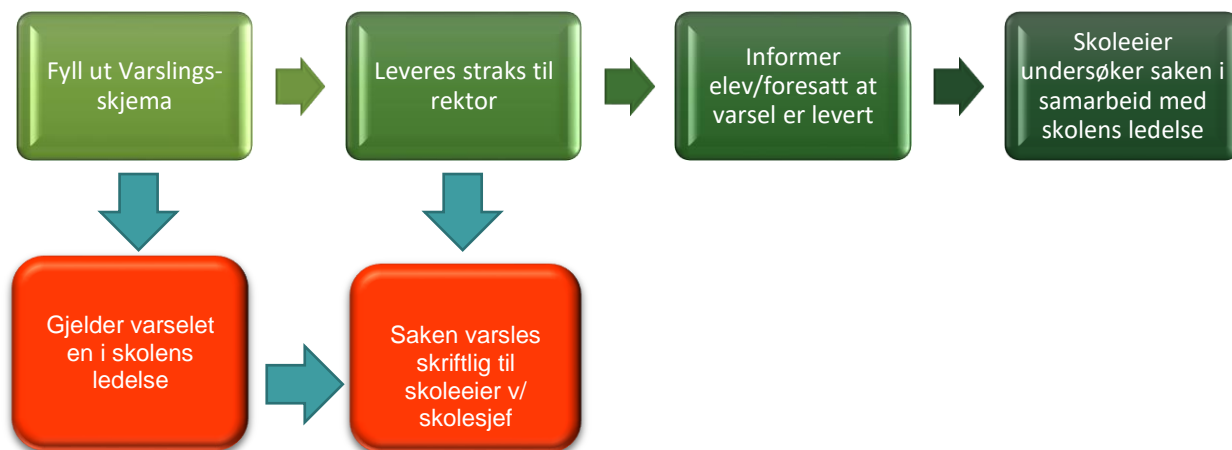 Fyll ut Varslings-
skjema
Leveres straks til
rektor
Informer
elev/foresatt at
varsel er levert
Skoleeier
undersøker saken i
samarbeid med
skolens ledelse
Gjelder varselet
en i skolens
ledelse
Saken varsles
skriftlig til
skoleeier v/
skolesjef